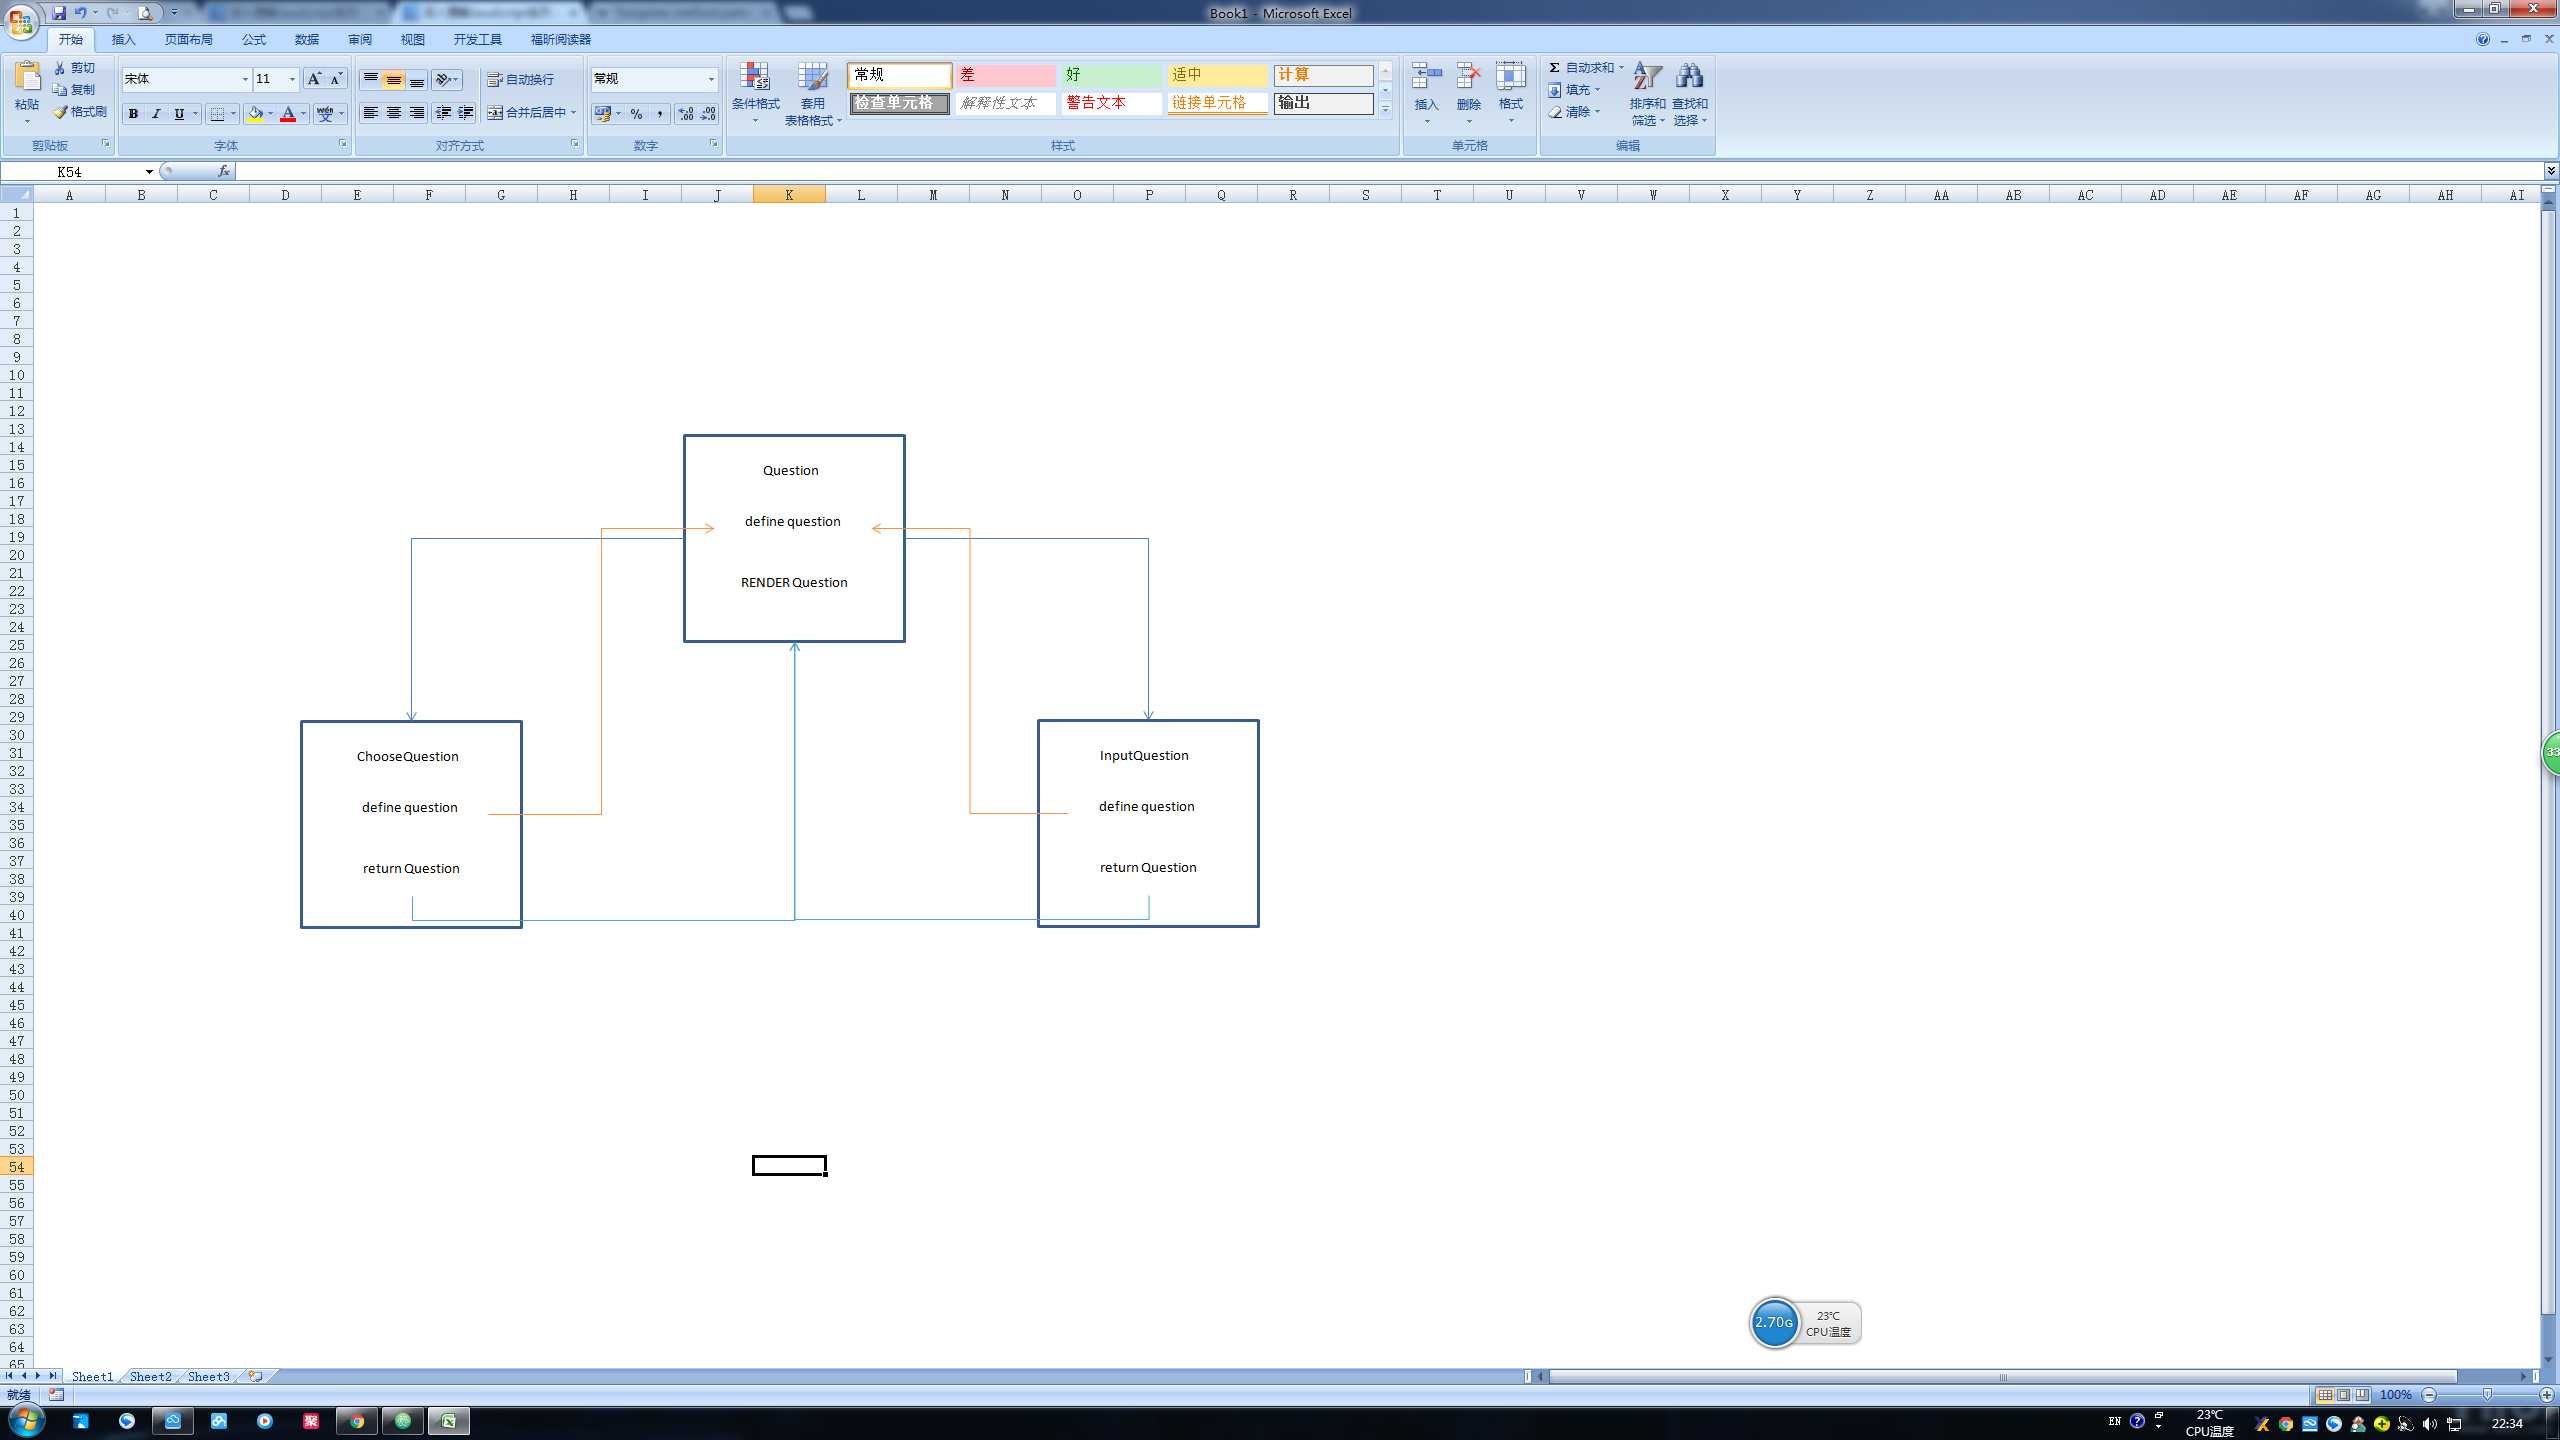 Book1 - Microsoft Excel
开始 插入 页面布局 公式 数据 审阅 视图 开发工具 福昕阅读器
粘贴 剪切 复制 格式刷 剪贴板
宋体 11 B I U wén 字体
自动换行 合并后居中 对齐方式
常规 % , 数字
条件格式 套用 表格格式
常规 差 好 适中 计算
检查单元格 解释性文本 警告文本 链接单元格 输出
样式
插入 删除 格式 单元格
Σ 自动求和 填充 清除 排序和 筛选 查找和 选择 编辑
K54 fx
A B C D E F G H I J K L M N O P Q R S T U V W X Y Z AA AB AC AD AE AF AG AH AI
1
2
3
4
5
6
7
8
9
10
11
12
13
14
15
16
17
18
19
20
21
22
23
24
25
26
27
28
29
30
31
32
33
34
35
36
37
38
39
40
41
42
43
44
45
46
47
48
49
50
51
52
53
54
55
56
57
58
59
60
61
62
63
64
65
Question
define question
RENDER Question
ChooseQuestion
define question
return Question
InputQuestion
define question
return Question
33
2.70G
23℃
CPU温度
Sheet1 Sheet2 Sheet3
就绪 100%
聚
EN
23℃
CPU温度
22:34